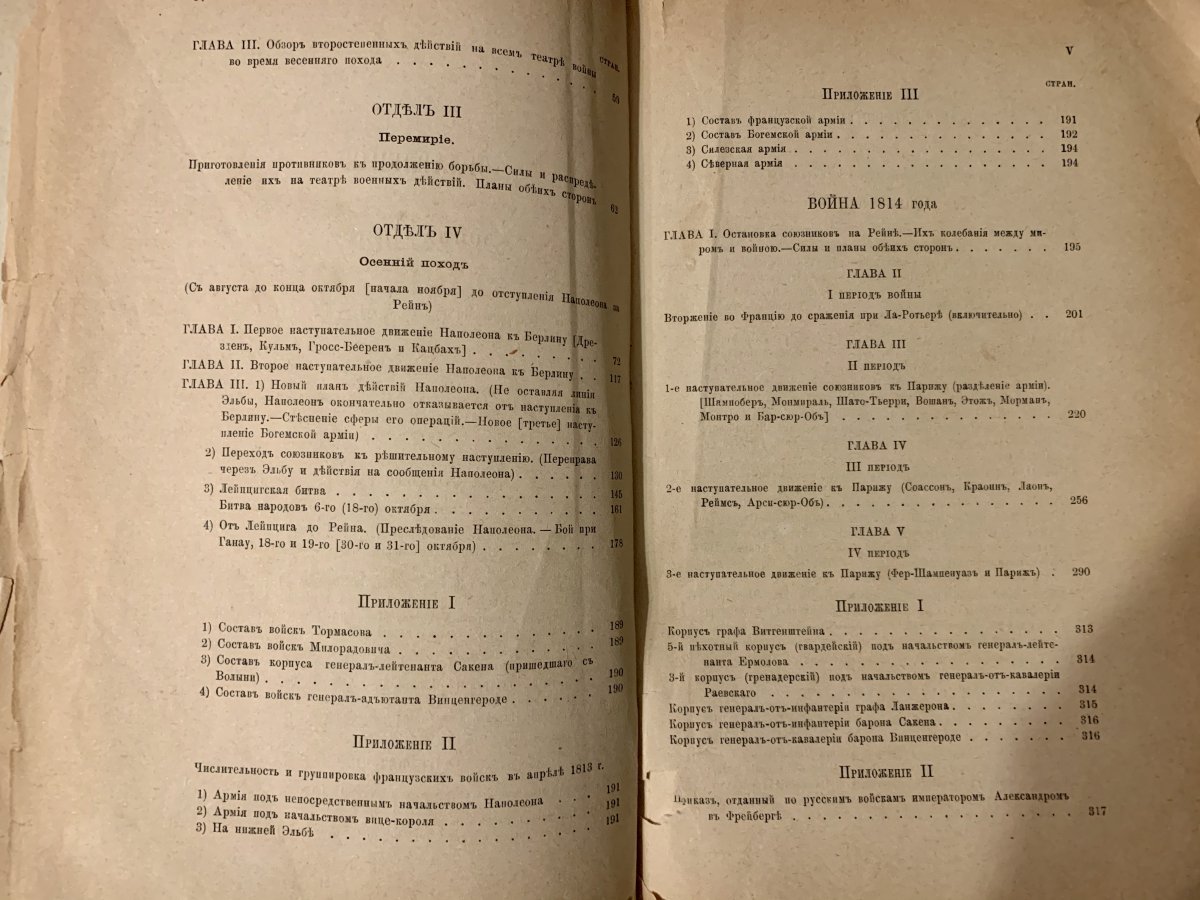 СТРАН.
ГЛАВА III. Обзоръ второстепенныхъ дѣйствій на всемъ театрѣ войны
во время весенняго похода . . . . . . . . . . . . . 50
ОТДѢЛЪ III
Перемиріе.
Приготовленія противниковъ къ продолженію борьбы.—Силы и распредѣ-
леніе ихъ на театрѣ военныхъ дѣйствій. Планы обѣихъ сторонъ 62
ОТДѢЛЪ IV
Осенній походъ
(Съ августа до конца октября [начала ноября] до отступленія Наполеона за
Рейнъ)
ГЛАВА I. Первое наступательное движеніе Наполеона къ Берлину [Дре-
зденъ, Кульмъ, Гросс-Бееренъ и Кацбахъ] . . . . . . . . . 72
ГЛАВА II. Второе наступательное движеніе Наполеона къ Берлину . . 117
ГЛАВА III. 1) Новый планъ дѣйствій Наполеона. (Не оставляя линія
Эльбы, Наполеонъ окончательно отказывается отъ наступленія къ
Берлину.—Стѣсненіе сферы его операцій.—Новое [третье] насту-
пленіе Богемской арміи) . . . . . . . . . . . . . . . 126
2) Переходъ союзниковъ къ рѣшительному наступленію. (Переправа
черезъ Эльбу и дѣйствія на сообщенія Наполеона) . . . . . . 130
3) Лейпцигская битва . . . . . . . . . . . . . . . . . 145
Битва народовъ 6-го (18-го) октября . . . . . . . . . . . . 161
4) Отъ Лейпцига до Рейна. (Преслѣдованіе Наполеона.—Бой при
Ганау, 18-го и 19-го [30-го и 31-го] октября) . . . . . . . . 178
Приложеніе I
1) Составъ войскъ Тормасова . . . . . . . . . . . . . . 189
2) Составъ войскъ Милорадовича . . . . . . . . . . . . . 189
3) Составъ корпуса генералъ-лейтенанта Сакена (пришедшаго съ
Волыни) . . . . . . . . . . . . . . . . . . . . . . 190
4) Составъ войскъ генералъ-адъютанта Винценгероде . . . . . . 190
Приложеніе II
Числительность и группировка французскихъ войскъ въ апрѣлѣ 1813 г.
1) Армія подъ непосредственнымъ начальствомъ Наполеона . . . 191
2) Армія подъ начальствомъ вице-короля . . . . . . . . . . 191
3) На нижней Эльбѣ . . . . . . . . . . . . . . . . . 191
V
СТРАН.
Приложеніе III
1) Составъ французской арміи . . . . . . . . . . . . . . 191
2) Составъ Богемской арміи . . . . . . . . . . . . . . . 192
3) Силезская армія . . . . . . . . . . . . . . . . . . 194
4) Сѣверная армія . . . . . . . . . . . . . . . . . . 194
ВОЙНА 1814 года
ГЛАВА I. Остановка союзниковъ на Рейнѣ.—Ихъ колебанія между ми-
ромъ и войною.—Силы и планы обѣихъ сторонъ . . . . . . . 195
ГЛАВА II
I періодъ войны
Вторженіе во Францію до сраженія при Ла-Ротьерѣ (включительно) . . 201
ГЛАВА III
II періодъ
1-е наступательное движеніе союзниковъ къ Парижу (раздѣленіе арміи).
[Шампоберъ, Монмираль, Шато-Тьерри, Вошанъ, Этожъ, Морманъ,
Монтро и Бар-сюр-Объ] . . . . . . . . . . . . . . . 220
ГЛАВА IV
III періодъ
2-е наступательное движеніе къ Парижу (Соассонъ, Краоннъ, Лаонъ,
Реймсъ, Арси-сюр-Объ) . . . . . . . . . . . . . . . 256
ГЛАВА V
IV періодъ
3-е наступательное движеніе къ Парижу (Фер-Шампенуазъ и Парижъ) . 290
Приложеніе I
Корпусъ графа Витгенштейна . . . . . . . . . . . . . . . 313
5-й пѣхотный корпусъ (гвардейскій) подъ начальствомъ генералъ-лейте-
нанта Ермолова . . . . . . . . . . . . . . . . . . 314
3-й корпусъ (гренадерскій) подъ начальствомъ генералъ-отъ-кавалеріи
Раевскаго . . . . . . . . . . . . . . . . . . . . 314
Корпусъ генералъ-отъ-инфантеріи графа Ланжерона . . . . . . . . 315
Корпусъ генералъ-отъ-инфантеріи барона Сакена . . . . . . . . . 316
Корпусъ генералъ-отъ-кавалеріи барона Винценгероде . . . . . . . 316
Приложеніе II
Приказъ, отданный по русскимъ войскамъ императоромъ Александромъ
въ Фрейбергѣ . . . . . . . . . . . . . . . . . . . 317